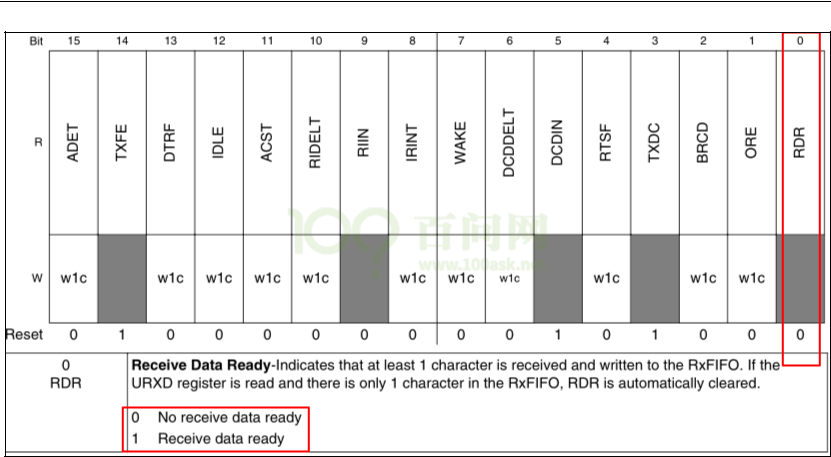 Bit 15 14 13 12 11 10 9 8 7 6 5 4 3 2 1 0
R ADET TXFE DTRF IDLE ACST RIDELT RIIN IRINT WAKE DCDDELT DCDIN RTSF TXDC BRCD ORE RDR
100 百问网
www.100ask.net
W w1c w1c w1c w1c w1c w1c w1c w1c w1c w1c w1c
Reset 0 1 0 0 0 0 0 0 0 0 1 0 1 0 0 0
0
RDR
Receive Data Ready-Indicates that at least 1 character is received and written to the RxFIFO. If the
URXD register is read and there is only 1 character in the RxFIFO, RDR is automatically cleared.
0 No receive data ready
1 Receive data ready